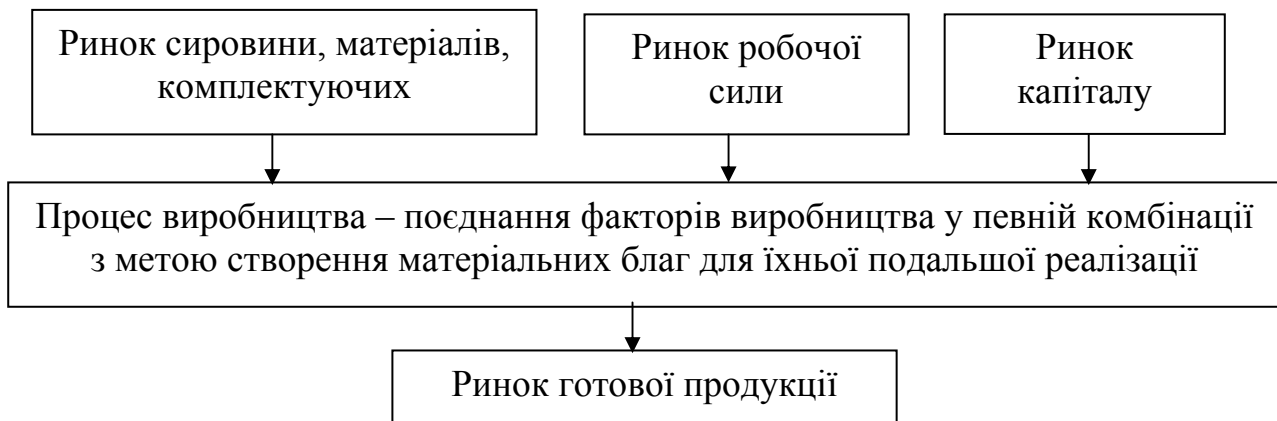 Ринок сировини, матеріалів,
комплектуючих
Ринок робочої
сили
Ринок
капіталу
Процес виробництва – поєднання факторів виробництва у певній комбінації
з метою створення матеріальних благ для їхньої подальшої реалізації
Ринок готової продукції